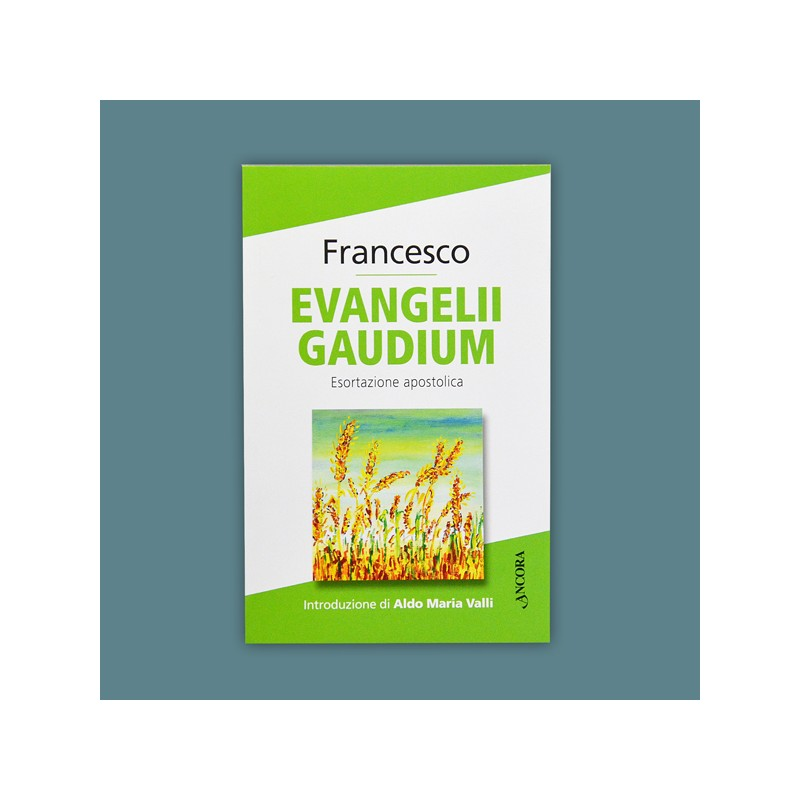 Francesco
EVANGELII
GAUDIUM
Esortazione apostolica
Introduzione di Aldo Maria Valli
ANCORA